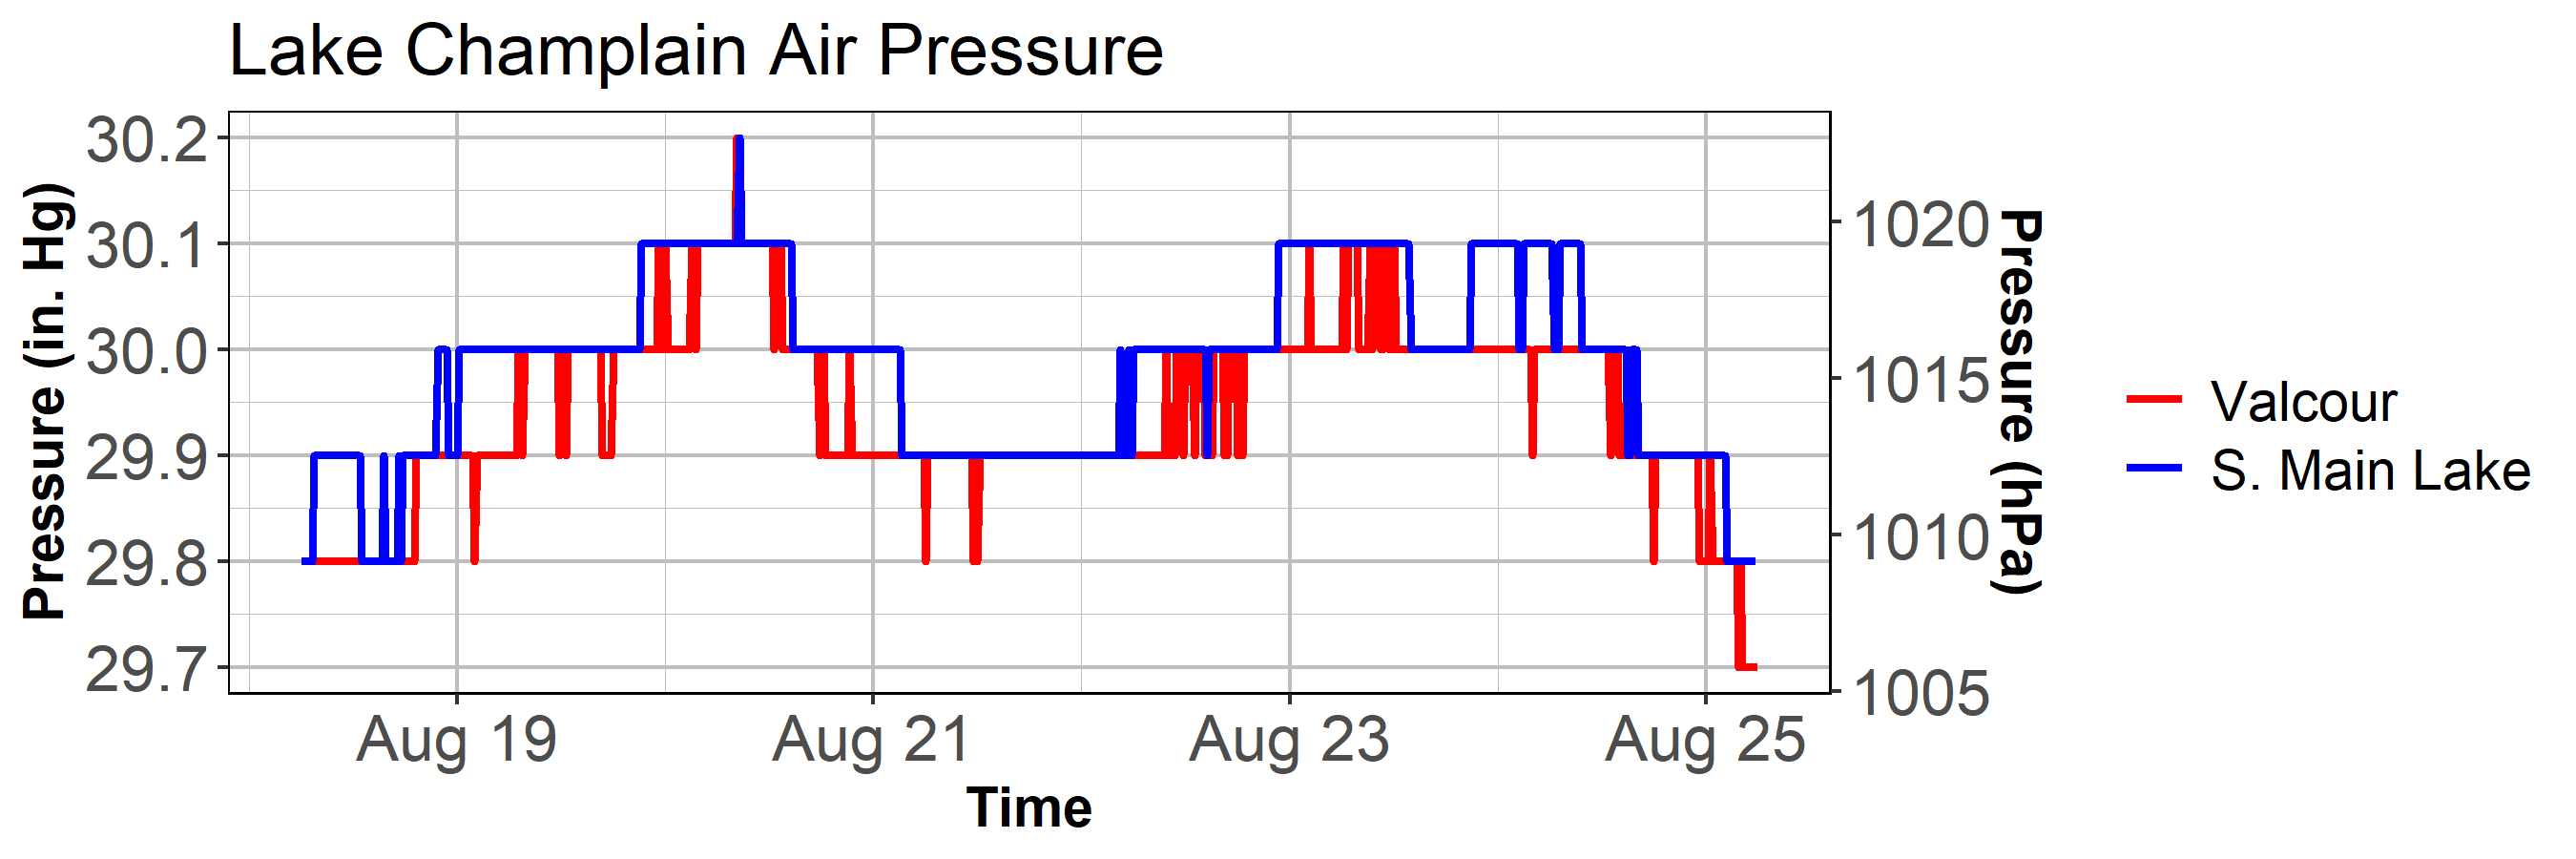 Lake Champlain Air Pressure
30.2
30.1
30.0
29.9
29.8
29.7
Pressure (in. Hg)
1020
1015
1010
1005
Pressure (hPa)
Aug 19
Aug 21
Aug 23
Aug 25
Time
Valcour
S. Main Lake